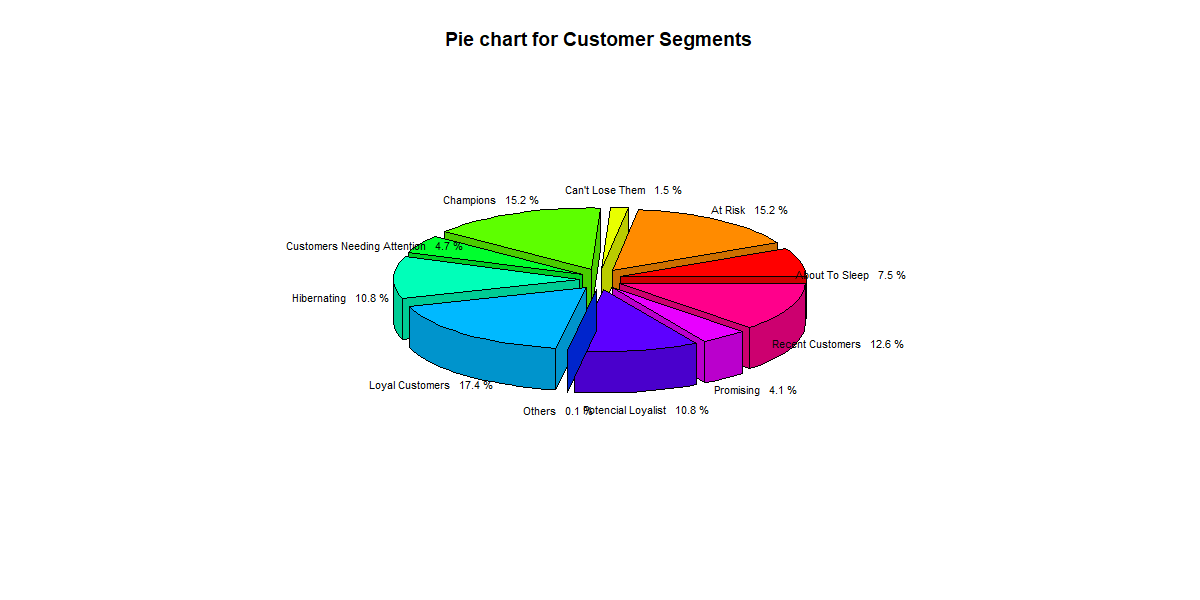 Pie chart for Customer Segments
Can't Lose Them 1.5 %
Champions 15.2 %
At Risk 15.2 %
Customers Needing Attention 4.7 %
About To Sleep 7.5 %
Hibernating 10.8 %
Recent Customers 12.6 %
Loyal Customers 17.4 %
Promising 4.1 %
Others 0.1 %
Potencial Loyalist 10.8 %